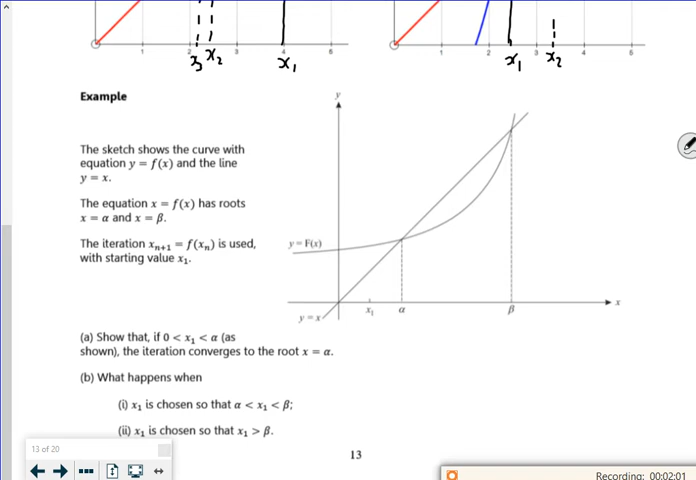 1 2 3 4 5
x₂ x₁
1 2 3 4 5
x₁ x₂
Example
The sketch shows the curve with
equation y = f(x) and the line
y = x.
The equation x = f(x) has roots
x = α and x = β.
The iteration xₙ₊₁ = f(xₙ) is used,
with starting value x₁.
y
y = F(x)
y = x
x₁ α β x
(a) Show that, if 0 < x₁ < α (as
shown), the iteration converges to the root x = α.
(b) What happens when
(i) x₁ is chosen so that α < x₁ < β;
(ii) x₁ is chosen so that x₁ > β.
13 of 20
13
Recording: 00:02:01